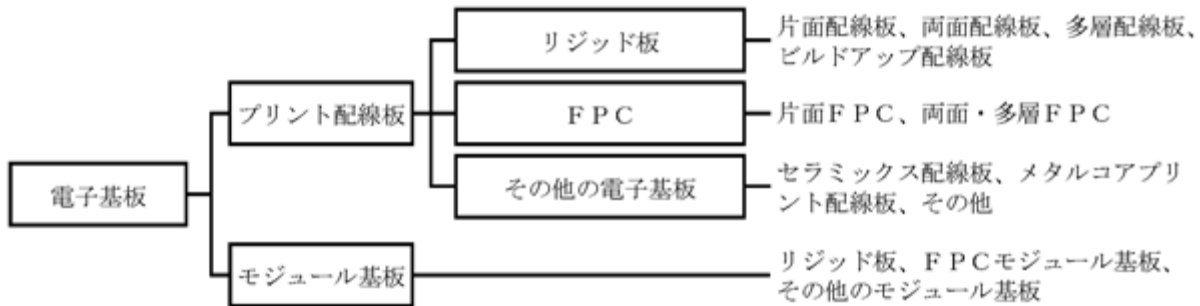 リジッド板
片面配線板、両面配線板、多層配線板、
ビルドアップ配線板
プリント配線板
ＦＰＣ
片面ＦＰＣ、両面・多層ＦＰＣ
その他の電子基板
セラミックス配線板、メタルコアプリ
ント配線板、その他
電子基板
モジュール基板
リジッド板、ＦＰＣモジュール基板、
その他のモジュール基板